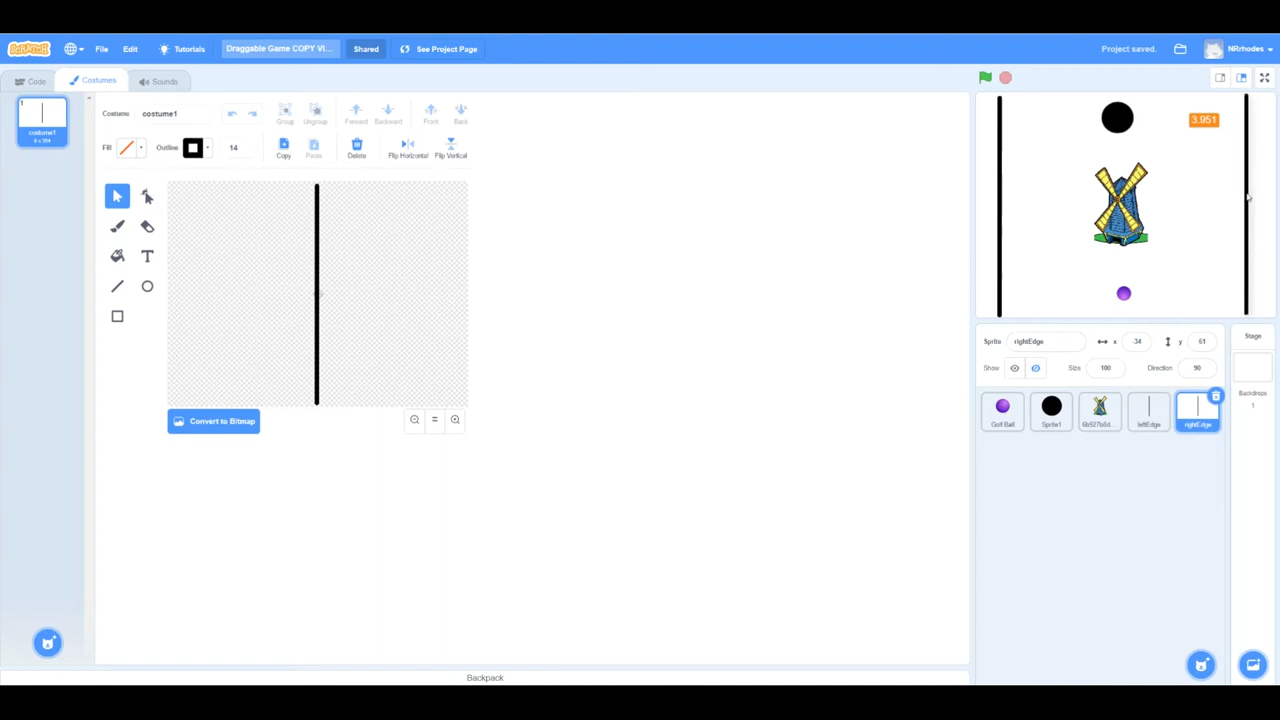 SCRATCH File Edit Tutorials Draggable Game COPY VI... Shared See Project Page Project saved. NRrhodes
Code Costumes Sounds
1
costume1
Costume costume1 Group Ungroup Forward Backward Front Back
Fill Outline 14 Copy Paste Delete Flip Horizontal Flip Vertical
3.951
Convert to Bitmap
Sprite rightEdge x -34 y 61
Show Size 100 Direction 90
Stage
Backdrops
1
Golf Ball Sprite1 leftEdge rightEdge
Backpack